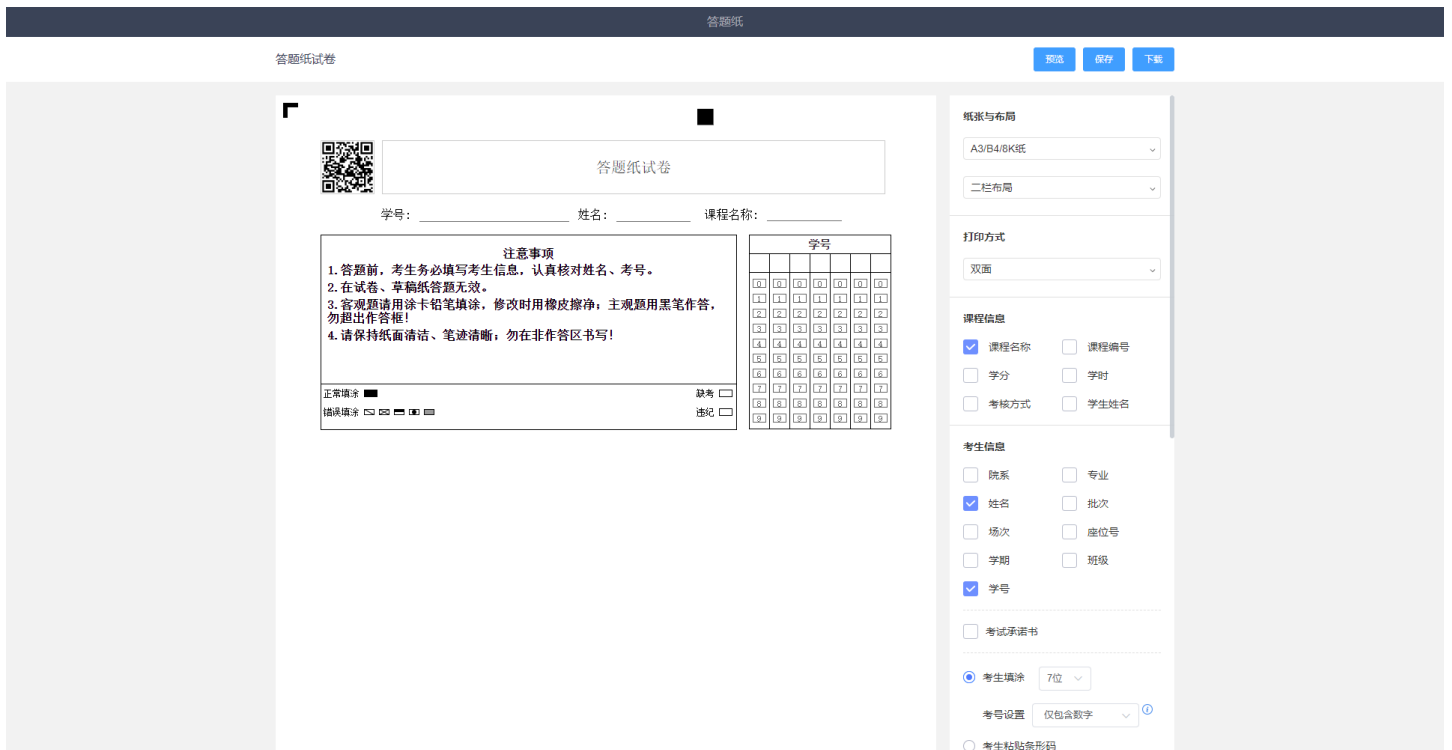 答题纸
答题纸试卷
预览 保存 下载
答题纸试卷
学号: 姓名: 课程名称:
注意事项
1.答题前，考生务必填写考生信息，认真核对姓名、考号。
2.在试卷、草稿纸答题无效。
3.客观题请用涂卡铅笔填涂，修改时用橡皮擦净；主观题用黑笔作答，
勿超出作答框！
4.请保持纸面清洁、笔迹清晰；勿在非作答区书写！
正常填涂 缺考
错误填涂 违纪
学号
0 0 0 0 0 0 0
1 1 1 1 1 1 1
2 2 2 2 2 2 2
3 3 3 3 3 3 3
4 4 4 4 4 4 4
5 5 5 5 5 5 5
6 6 6 6 6 6 6
7 7 7 7 7 7 7
8 8 8 8 8 8 8
9 9 9 9 9 9 9
纸张与布局
A3/B4/8K纸
二栏布局
打印方式
双面
课程信息
课程名称 课程编号
学分 学时
考核方式 学生姓名
考生信息
院系 专业
姓名 批次
场次 座位号
学期 班级
学号
考试承诺书
考生填涂 7位
考号设置 仅包含数字
考生粘贴条形码